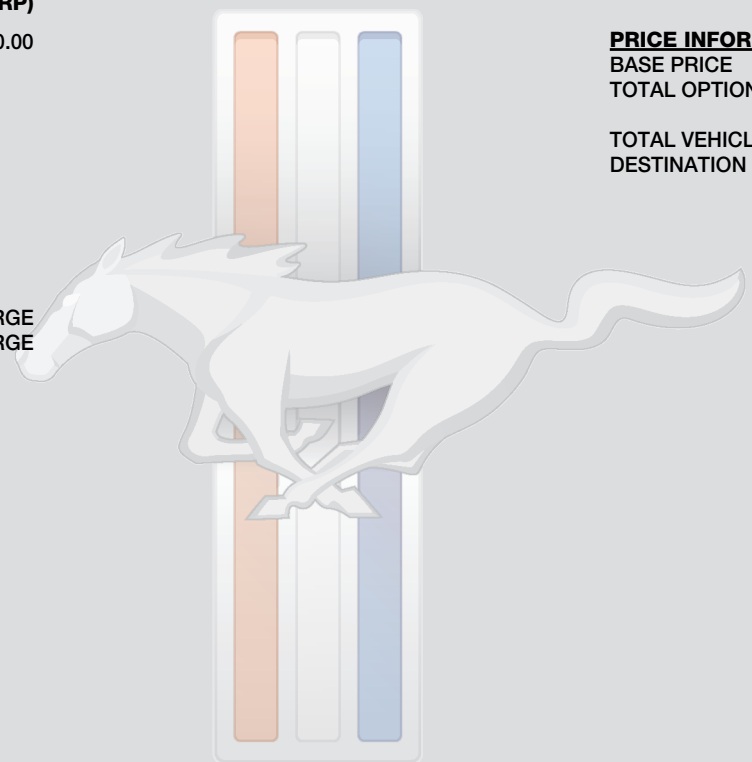 RP)
0.00
RGE
RGE
PRICE INFOR
BASE PRICE
TOTAL OPTION
TOTAL VEHICL
DESTINATION